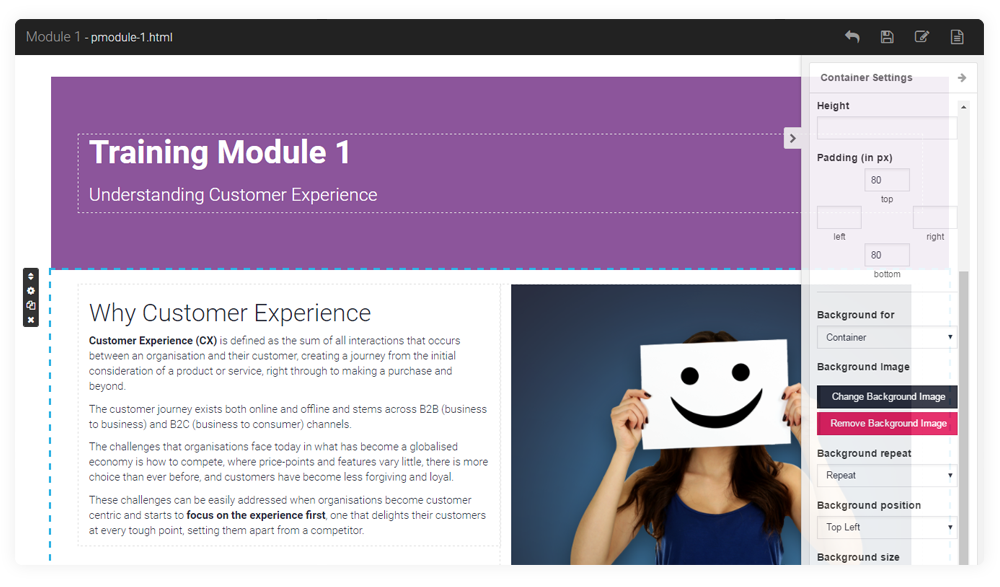 Module 1 - pmodule-1.html
Training Module 1
Understanding Customer Experience
Why Customer Experience
Customer Experience (CX) is defined as the sum of all interactions that occurs
between an organisation and their customer, creating a journey from the initial
consideration of a product or service, right through to making a purchase and
beyond.
The customer journey exists both online and offline and stems across B2B (business
to business) and B2C (business to consumer) channels.
The challenges that organisations face today in what has become a globalised
economy is how to compete, where price-points and features vary little, there is more
choice than ever before, and customers have become less forgiving and loyal.
These challenges can be easily addressed when organisations become customer
centric and starts to focus on the experience first, one that delights their customers
at every tough point, setting them apart from a competitor.
Container Settings
Height
Padding (in px)
80
top
left
right
80
bottom
Background for
Container
Background Image
Change Background Image
Remove Background Image
Background repeat
Repeat
Background position
Top Left
Background size